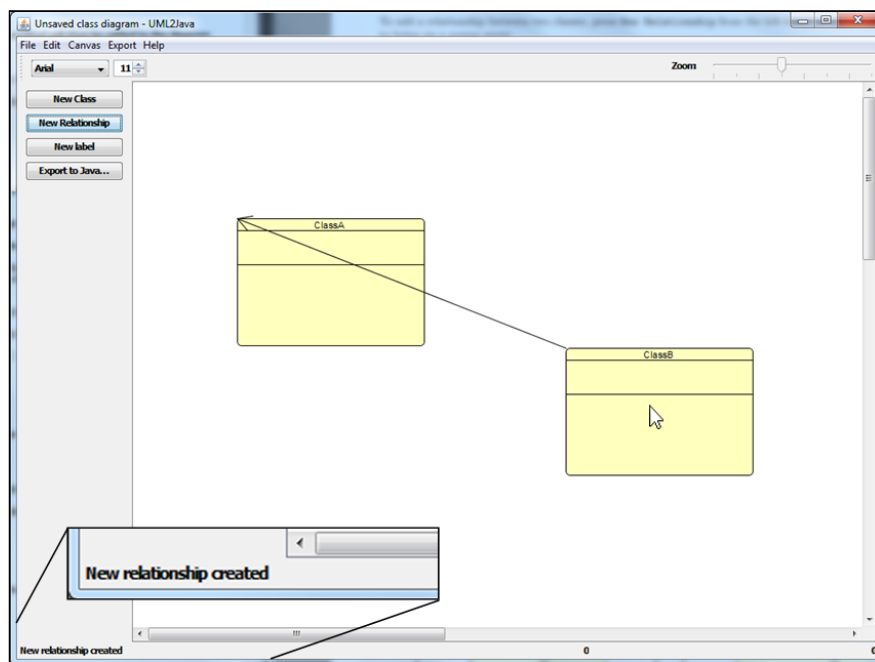 Unsaved class diagram - UML2Java
File Edit Canvas Export Help
Arial 11 Zoom
New Class
New Relationship
New label
Export to Java...
ClassA
ClassB
New relationship created
New relationship created 0 0